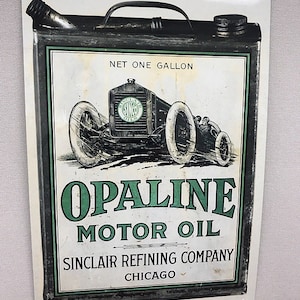 NET ONE GALLON
OPALINE
MOTOR OIL
SINCLAIR REFINING COMPANY
CHICAGO